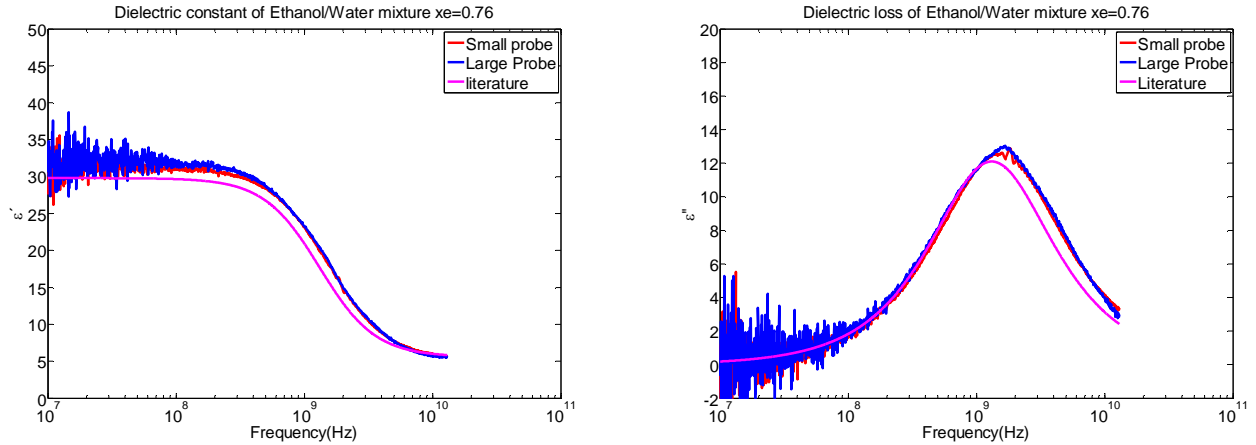 Dielectric constant of Ethanol/Water mixture xe=0.76
50
45
40
35
30
25
20
15
10
5
0
ε´
Small probe
Large Probe
literature
10^7
10^8
10^9
10^10
10^11
Frequency(Hz)
Dielectric loss of Ethanol/Water mixture xe=0.76
20
18
16
14
12
10
8
6
4
2
0
-2
ε"
Small probe
Large Probe
Literature
10^7
10^8
10^9
10^10
10^11
Frequency(Hz)